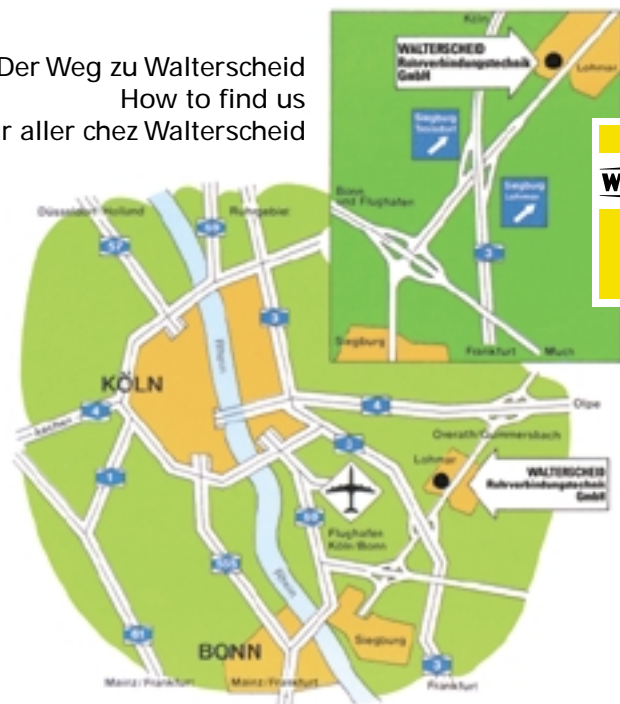 Der Weg zu Walterscheid
How to find us
r aller chez Walterscheid
Köln
WALTERSCHEID
Rohrverbindungstechnik
GmbH
Lohmar
Siegburg
Troisdorf
Siegburg
Lohmar
Bonn
und Flughafen
3
Siegburg
Frankfurt
Much
W
Düsseldorf/Holland
Ruhrgebiet
57
59
3
Rhein
KÖLN
4
Aachen
4
Olpe
Overath/Gummersbach
1
3
Lohmar
WALTERSCHEID
Rohrverbindungstechnik
GmbH
59
Flughafen
Köln/Bonn
555
Rhein
61
BONN
Siegburg
3
Mainz/Frankfurt
Mainz/Frankfurt
Frankfurt